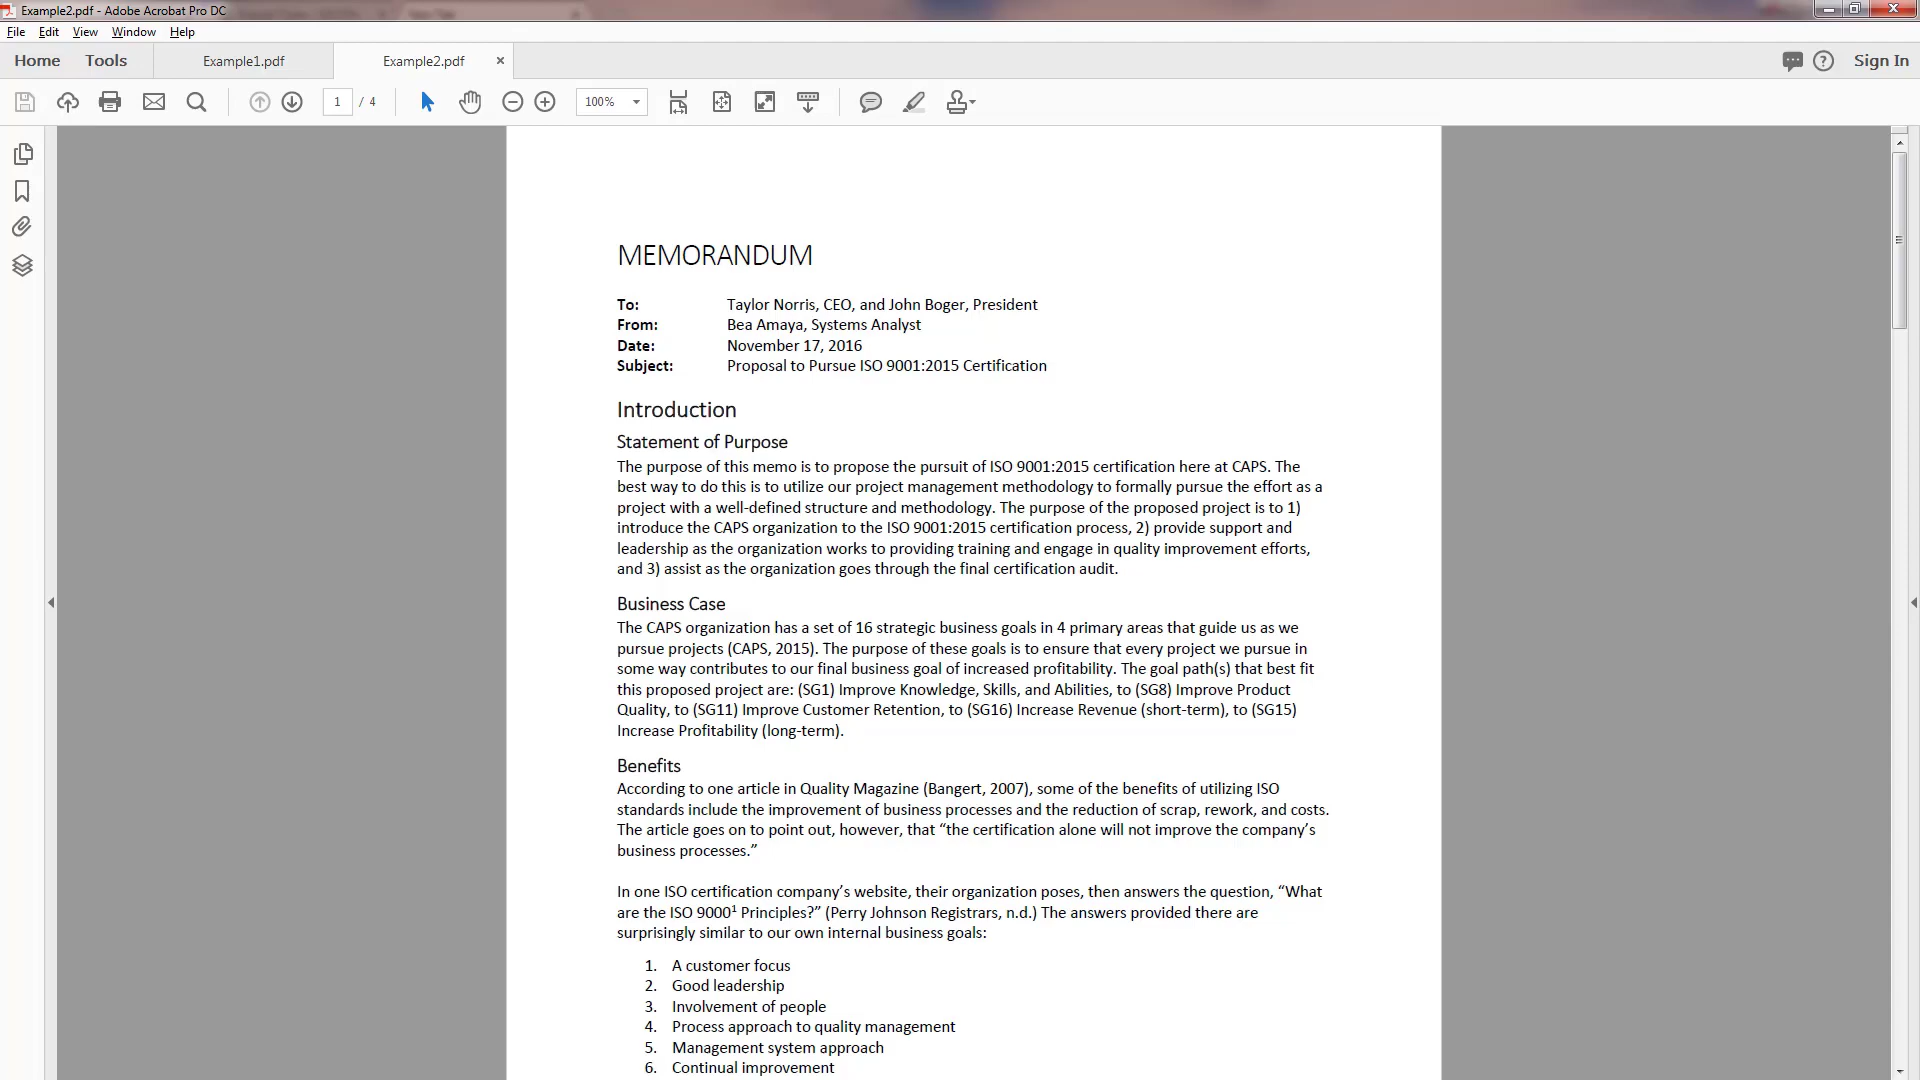 Example2.pdf - Adobe Acrobat Pro DC
File Edit View Window Help
Home Tools Example1.pdf Example2.pdf × Sign In
1 / 4 100%
MEMORANDUM
To: Taylor Norris, CEO, and John Boger, President
From: Bea Amaya, Systems Analyst
Date: November 17, 2016
Subject: Proposal to Pursue ISO 9001:2015 Certification
Introduction
Statement of Purpose
The purpose of this memo is to propose the pursuit of ISO 9001:2015 certification here at CAPS. The
best way to do this is to utilize our project management methodology to formally pursue the effort as a
project with a well-defined structure and methodology. The purpose of the proposed project is to 1)
introduce the CAPS organization to the ISO 9001:2015 certification process, 2) provide support and
leadership as the organization works to providing training and engage in quality improvement efforts,
and 3) assist as the organization goes through the final certification audit.
Business Case
The CAPS organization has a set of 16 strategic business goals in 4 primary areas that guide us as we
pursue projects (CAPS, 2015). The purpose of these goals is to ensure that every project we pursue in
some way contributes to our final business goal of increased profitability. The goal path(s) that best fit
this proposed project are: (SG1) Improve Knowledge, Skills, and Abilities, to (SG8) Improve Product
Quality, to (SG11) Improve Customer Retention, to (SG16) Increase Revenue (short-term), to (SG15)
Increase Profitability (long-term).
Benefits
According to one article in Quality Magazine (Bangert, 2007), some of the benefits of utilizing ISO
standards include the improvement of business processes and the reduction of scrap, rework, and costs.
The article goes on to point out, however, that “the certification alone will not improve the company’s
business processes.”
In one ISO certification company’s website, their organization poses, then answers the question, “What
are the ISO 9000¹ Principles?” (Perry Johnson Registrars, n.d.) The answers provided there are
surprisingly similar to our own internal business goals:
1. A customer focus
2. Good leadership
3. Involvement of people
4. Process approach to quality management
5. Management system approach
6. Continual improvement